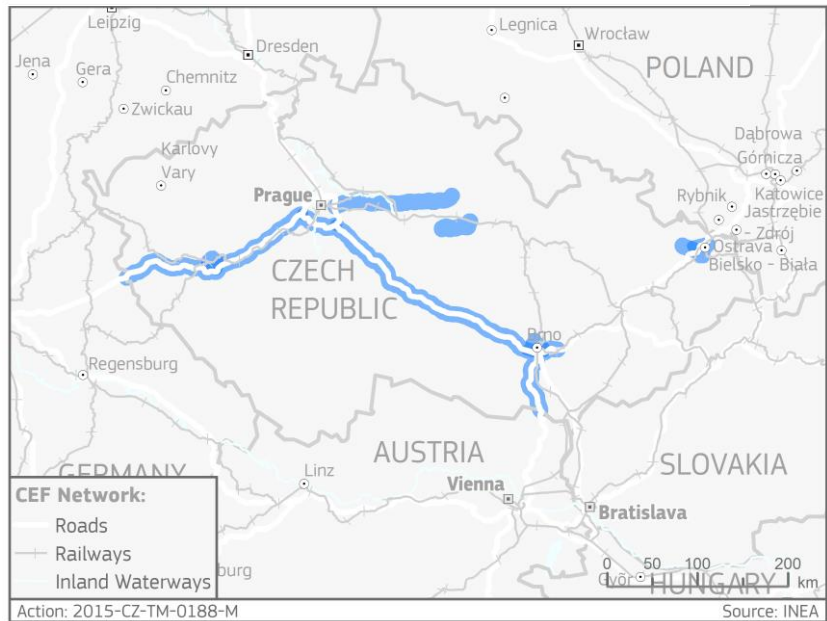 Leipzig
Legnica
Wrocław
Dresden
Jena
Gera
Chemnitz
POLAND
Zwickau
Dąbrowa
Górnicza
Karlovy
Vary
Prague
Rybnik
Katowice
Jastrzębie
- Zdrój
Ostrava
Bielsko - Biała
CZECH
REPUBLIC
Brno
Regensburg
AUSTRIA
SLOVAKIA
GERMANY
Linz
Vienna
Bratislava
CEF Network:
Roads
Railways
Inland Waterways
burg
0 50 100 200
km
Győr
HUNGARY
Action: 2015-CZ-TM-0188-M
Source: INEA